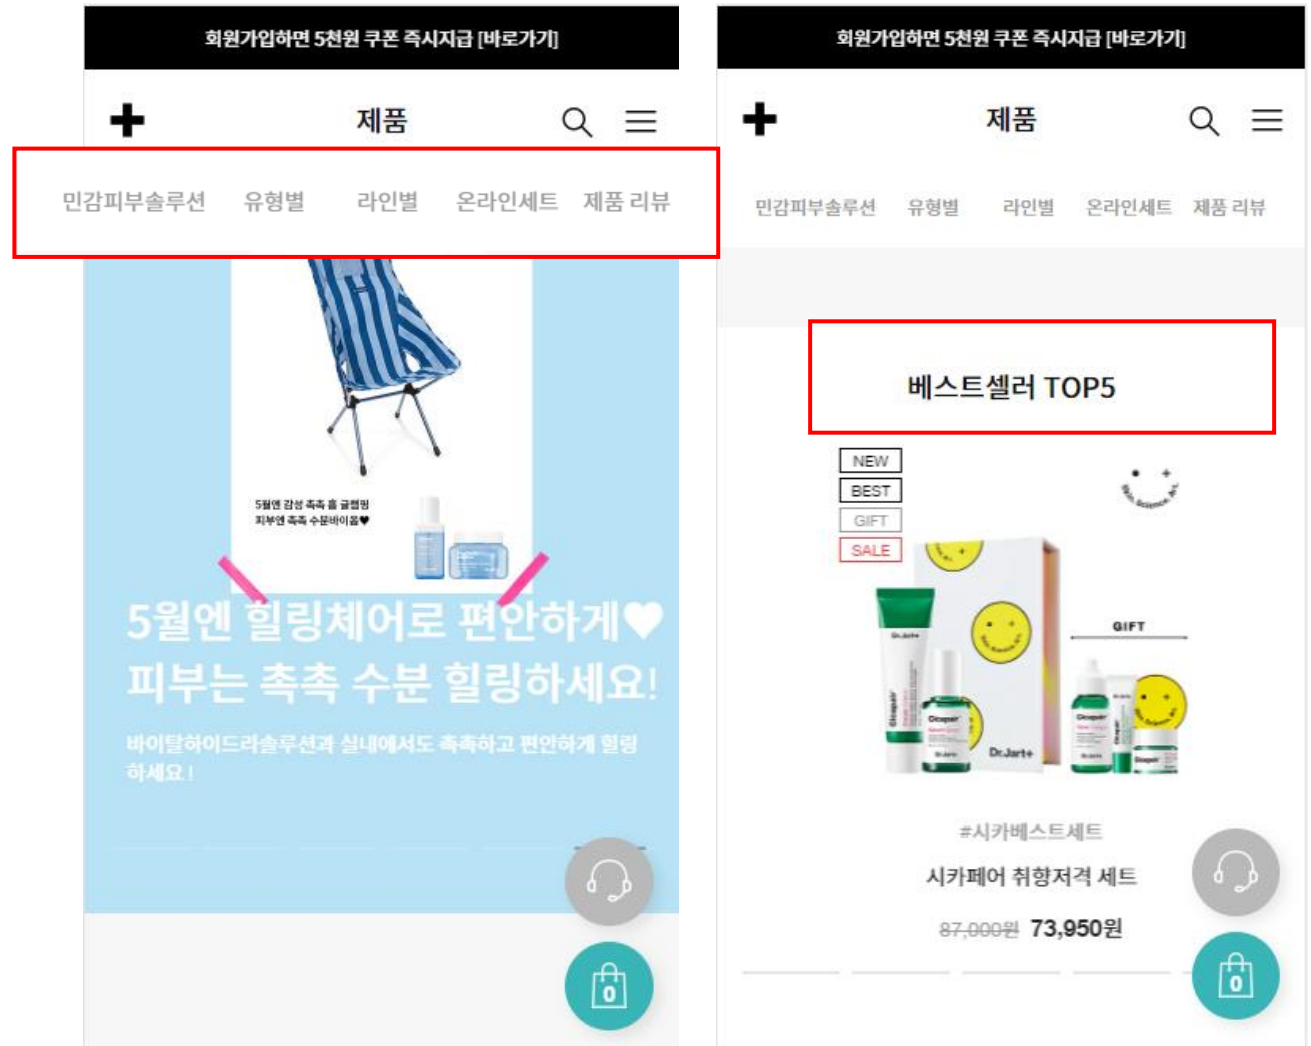 회원가입하면 5천원 쿠폰 즉시지급 [바로가기]
제품
민감피부솔루션 유형별 라인별 온라인세트 제품 리뷰
5월엔 감성 촉촉 홈 글램핑
피부엔 촉촉 수분바이옴♥
5월엔 힐링체어로 편안하게♥
피부는 촉촉 수분 힐링하세요!
바이탈하이드라솔루션과 실내에서도 촉촉하고 편안하게 힐링
하세요!
0
회원가입하면 5천원 쿠폰 즉시지급 [바로가기]
제품
민감피부솔루션 유형별 라인별 온라인세트 제품 리뷰
베스트셀러 TOP5
NEW
BEST
GIFT
SALE
Skin. Science. Art.
GIFT
Dr.Jart+
Cicapair
Dr.Jart+
#시카베스트세트
시카페어 취향저격 세트
87,000원 73,950원
0